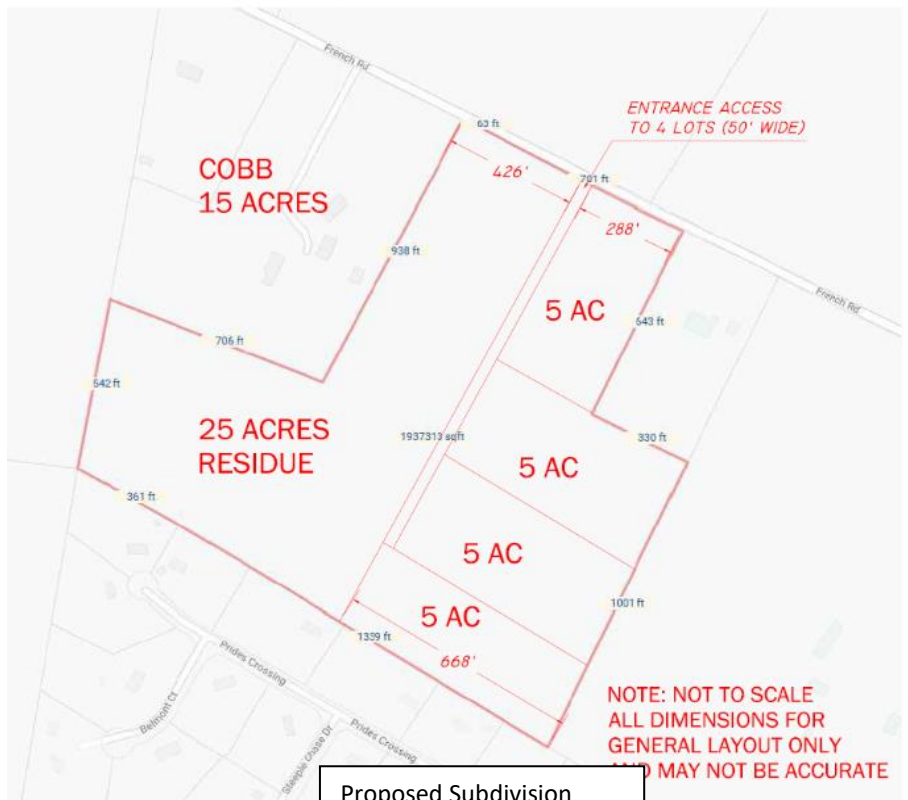 French Rd
63 ft
ENTRANCE ACCESS
TO 4 LOTS (50' WIDE)
COBB
15 ACRES
426'
701 ft
288'
938 ft
French Rd
5 AC
643 ft
706 ft
542 ft
25 ACRES
RESIDUE
1937313 sqft
330 ft
5 AC
361 ft
5 AC
1001 ft
5 AC
1339 ft
668'
Prides Crossing
Belmont Ct
Prides Crossing
Steeple Chase Dr
NOTE: NOT TO SCALE
ALL DIMENSIONS FOR
GENERAL LAYOUT ONLY
AND MAY NOT BE ACCURATE
Proposed Subdivision